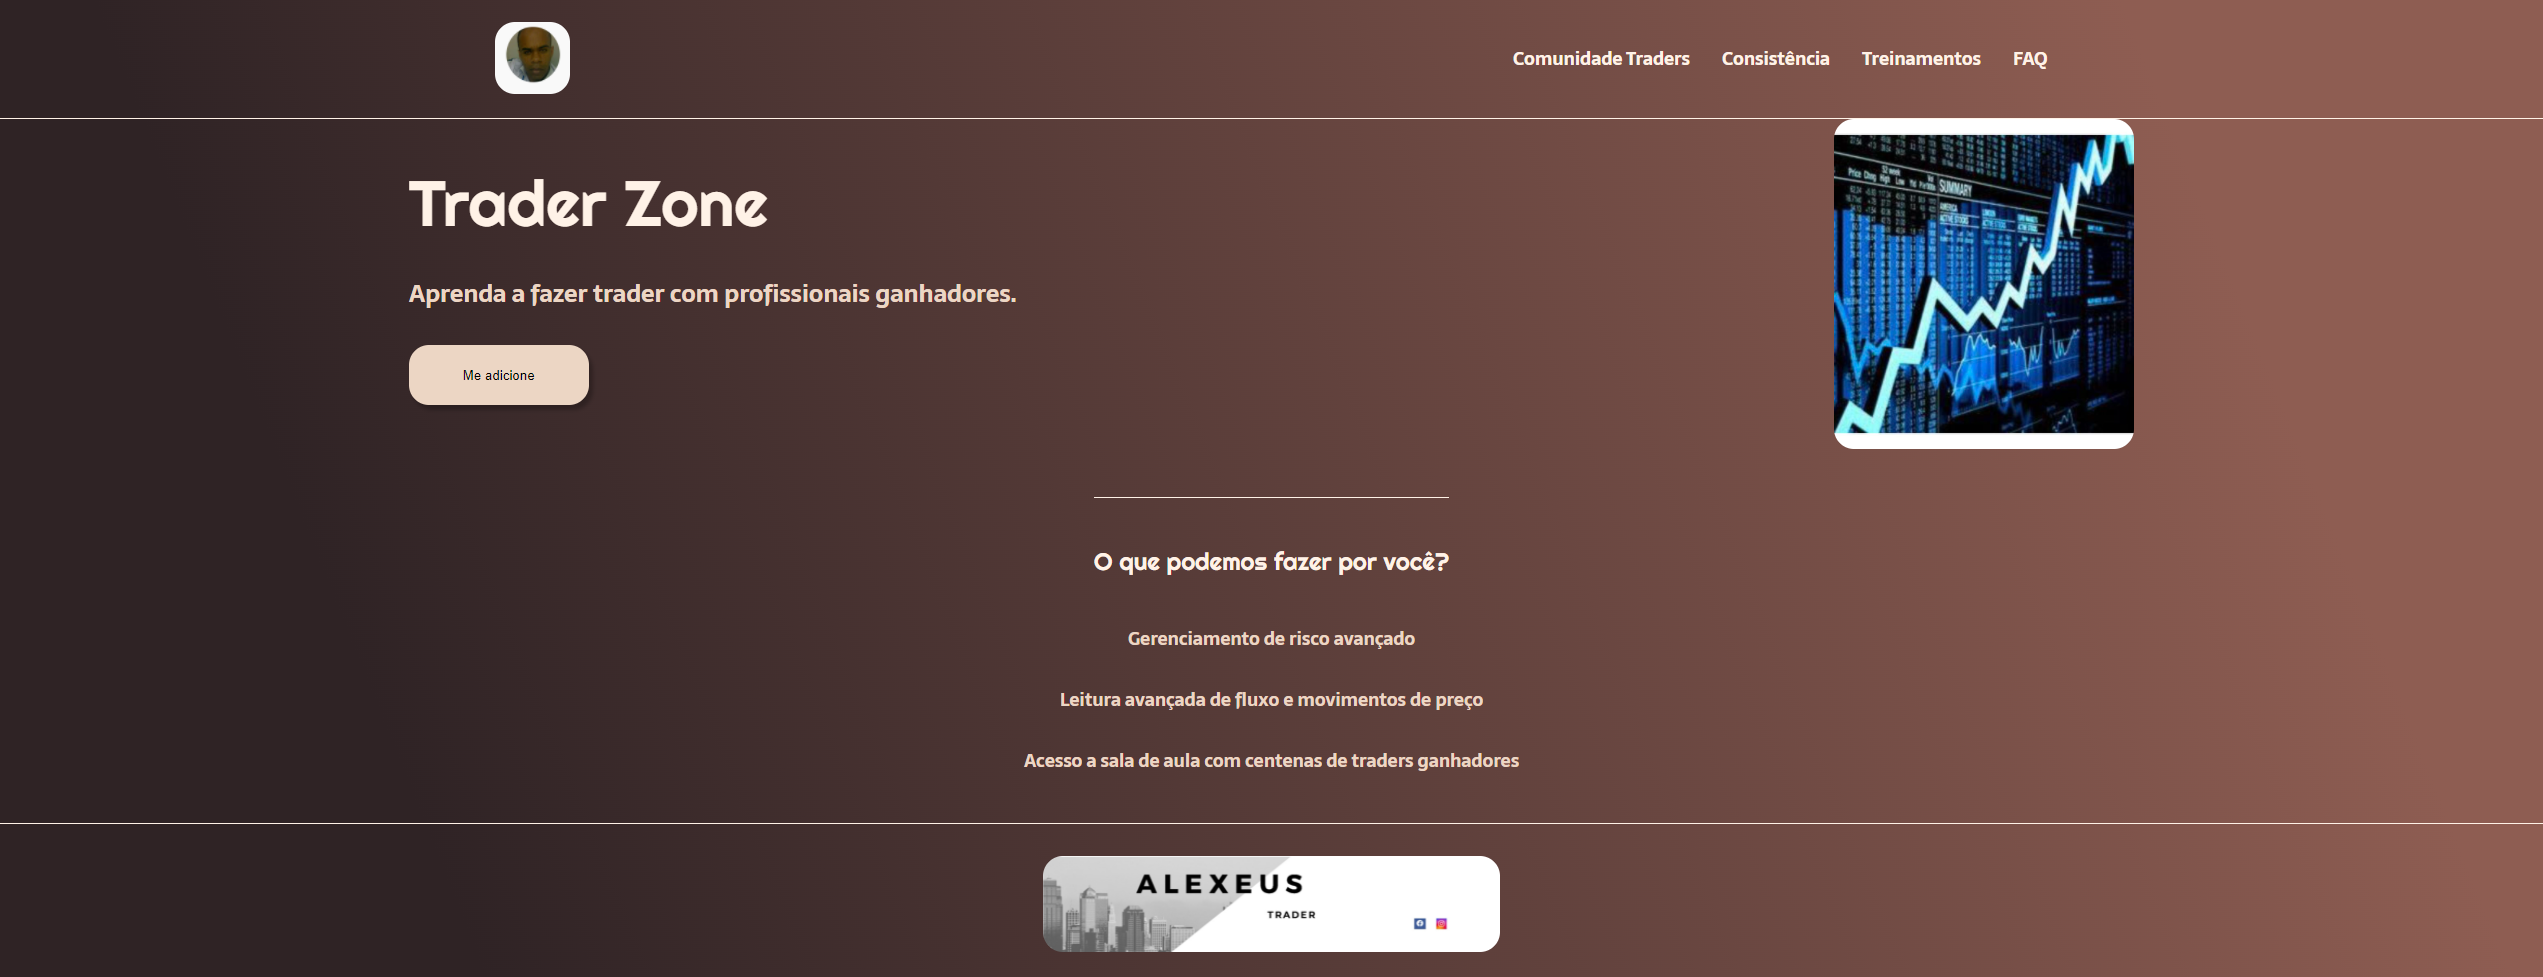 Comunidade Traders Consistência Treinamentos FAQ
Trader Zone
Aprenda a fazer trader com profissionais ganhadores.
Me adicione
SUMMARY
O que podemos fazer por você?
Gerenciamento de risco avançado
Leitura avançada de fluxo e movimentos de preço
Acesso a sala de aula com centenas de traders ganhadores
ALEXEUS
TRADER